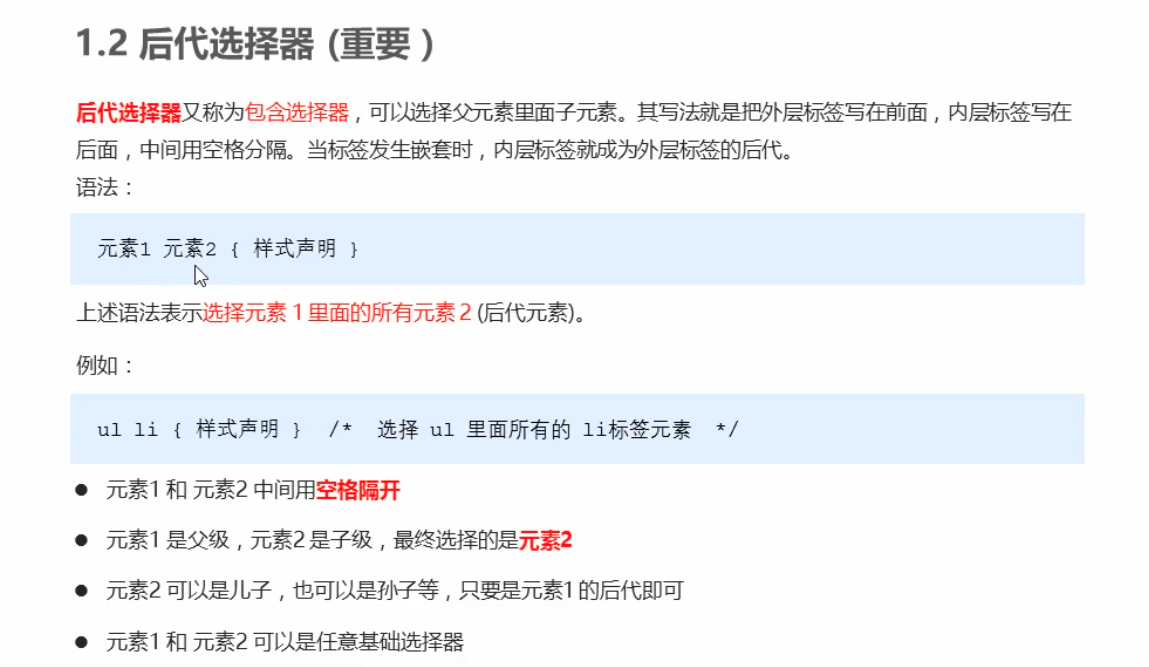 1.2 后代选择器 (重要)
后代选择器又称为包含选择器，可以选择父元素里面子元素。其写法就是把外层标签写在前面，内层标签写在
后面，中间用空格分隔。当标签发生嵌套时，内层标签就成为外层标签的后代。
语法：
元素1 元素2 { 样式声明 }
上述语法表示选择元素 1 里面的所有元素 2 (后代元素)。
例如：
ul li { 样式声明 } /* 选择 ul 里面所有的 li标签元素 */
● 元素1 和 元素2 中间用空格隔开
● 元素1 是父级，元素2 是子级，最终选择的是元素2
● 元素2 可以是儿子，也可以是孙子等，只要是元素1 的后代即可
● 元素1 和 元素2 可以是任意基础选择器